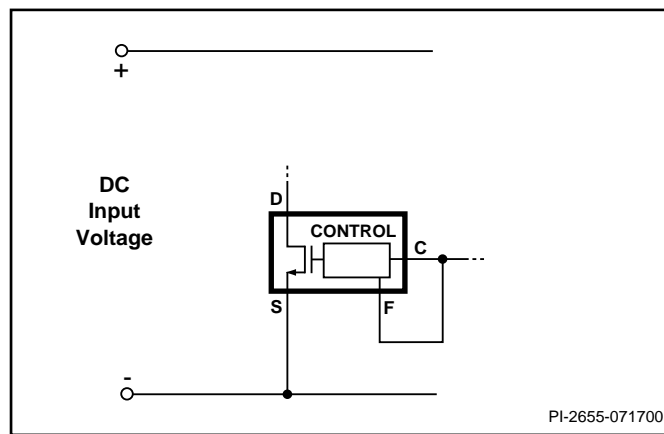 +
DC
Input
Voltage
D
CONTROL
C
S
F
-
PI-2655-071700